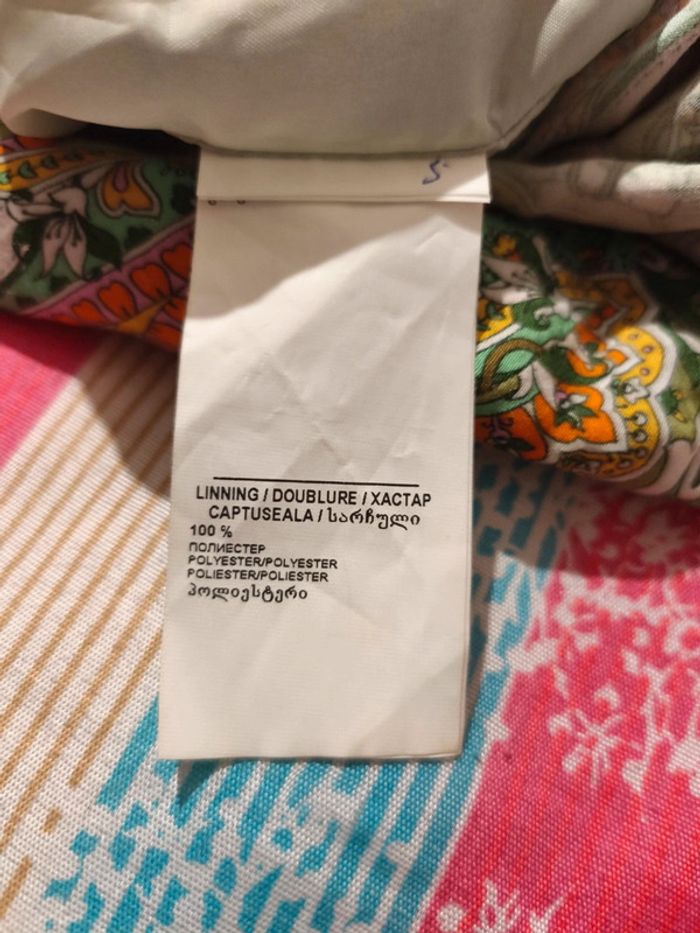 LINNING / DOUBLURE / ХАСТАР
CAPTUSEALA / სარჩული
100 %
ПОЛИЕСТЕР
POLYESTER/POLYESTER
POLIESTER/POLIESTER
პოლიესტერი